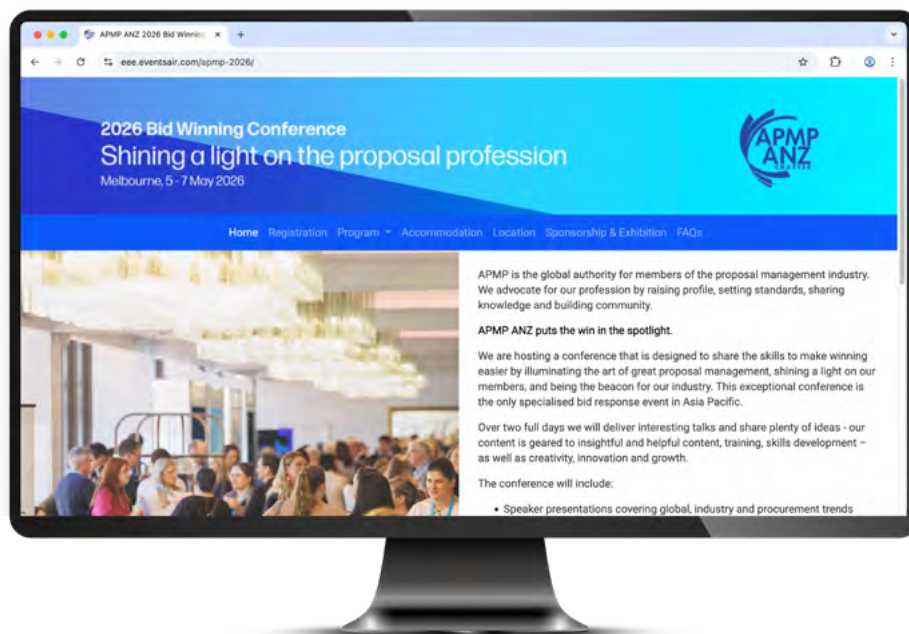 APMP ANZ 2026 Bid Winning
eee.eventsair.com/apmp-2026/
2026 Bid Winning Conference
Shining a light on the proposal profession
Melbourne, 5 - 7 May 2026
APMP
ANZ
CHAPTER
Home Registration Program Accommodation Location Sponsorship & Exhibition FAQs
APMP is the global authority for members of the proposal management industry.
We advocate for our profession by raising profile, setting standards, sharing
knowledge and building community.
APMP ANZ puts the win in the spotlight.
We are hosting a conference that is designed to share the skills to make winning
easier by illuminating the art of great proposal management, shining a light on our
members, and being the beacon for our industry. This exceptional conference is
the only specialised bid response event in Asia Pacific.
Over two full days we will deliver interesting talks and share plenty of ideas - our
content is geared to insightful and helpful content, training, skills development –
as well as creativity, innovation and growth.
The conference will include:
• Speaker presentations covering global, industry and procurement trends